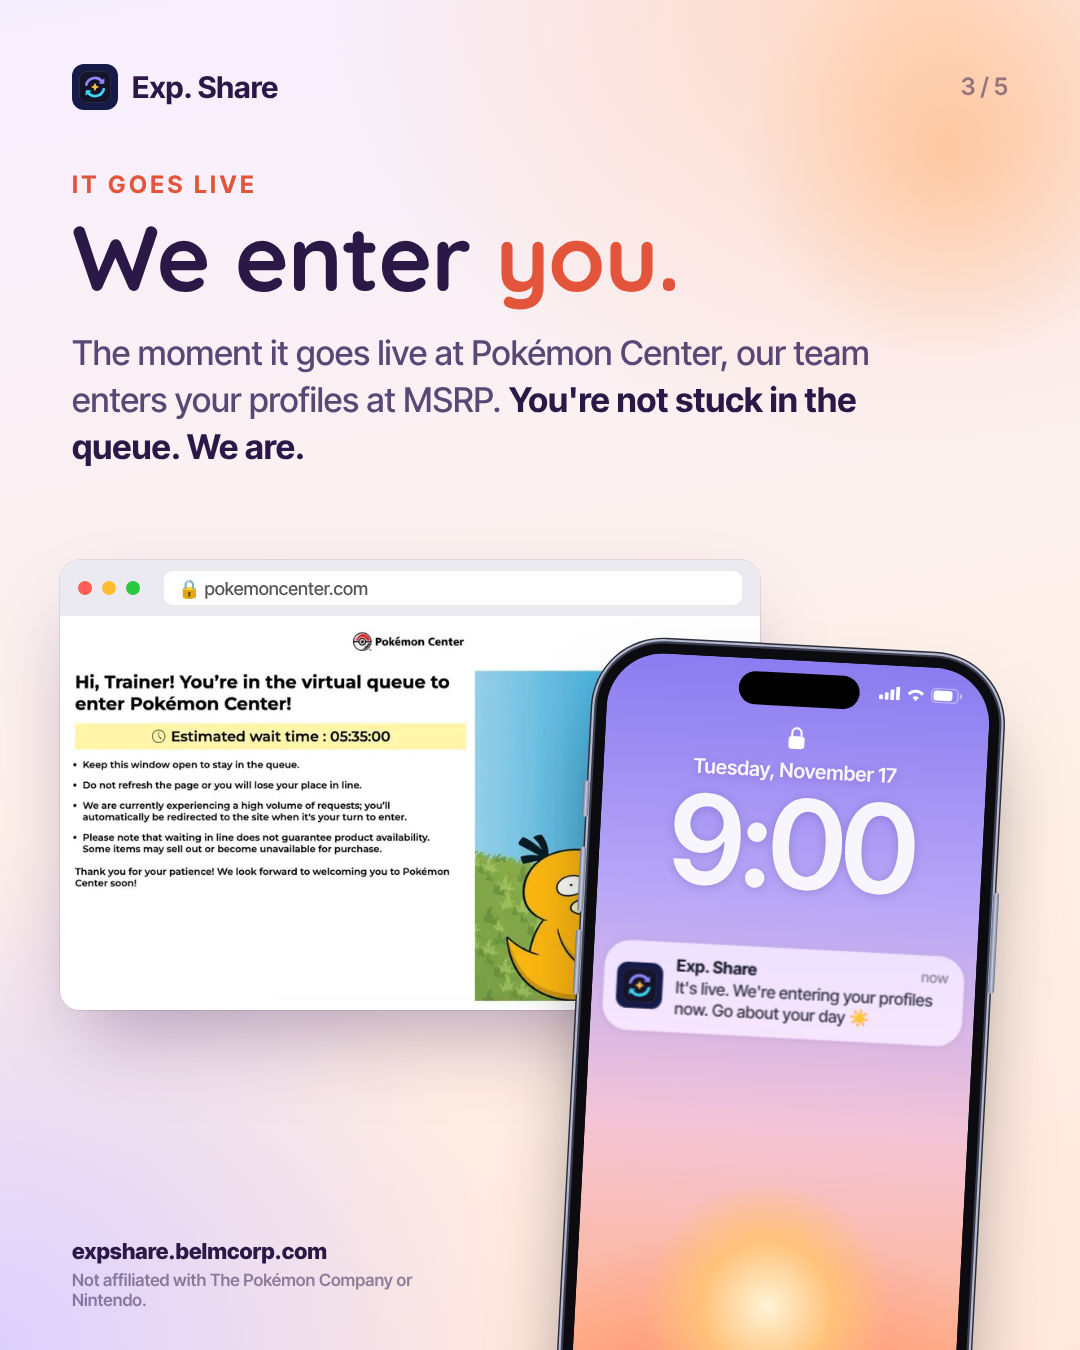 Exp. Share
3 / 5
IT GOES LIVE
We enter you.
The moment it goes live at Pokémon Center, our team
enters your profiles at MSRP. You're not stuck in the
queue. We are.
pokemoncenter.com
Pokémon Center
Hi, Trainer! You’re in the virtual queue to
enter Pokémon Center!
Estimated wait time : 05:35:00
• Keep this window open to stay in the queue.
• Do not refresh the page or you will lose your place in line.
• We are currently experiencing a high volume of requests; you’ll
automatically be redirected to the site when it's your turn to enter.
• Please note that waiting in line does not guarantee product availability.
Some items may sell out or become unavailable for purchase.
Thank you for your patience! We look forward to welcoming you to Pokémon
Center soon!
Tuesday, November 17
9:00
Exp. Share
now
It's live. We're entering your profiles
now. Go about your day ☀️
expshare.belmcorp.com
Not affiliated with The Pokémon Company or
Nintendo.